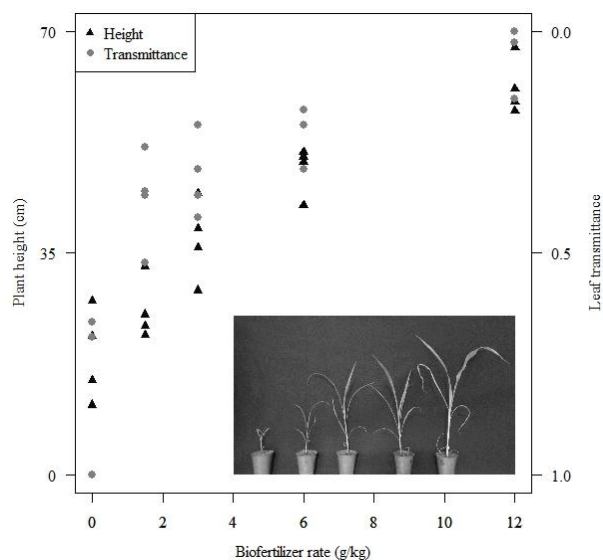 Height
Transmittance
70
35
0
Plant height (cm)
0.0
0.5
1.0
Leaf transmittance
0 2 4 6 8 10 12
Biofertilizer rate (g/kg)